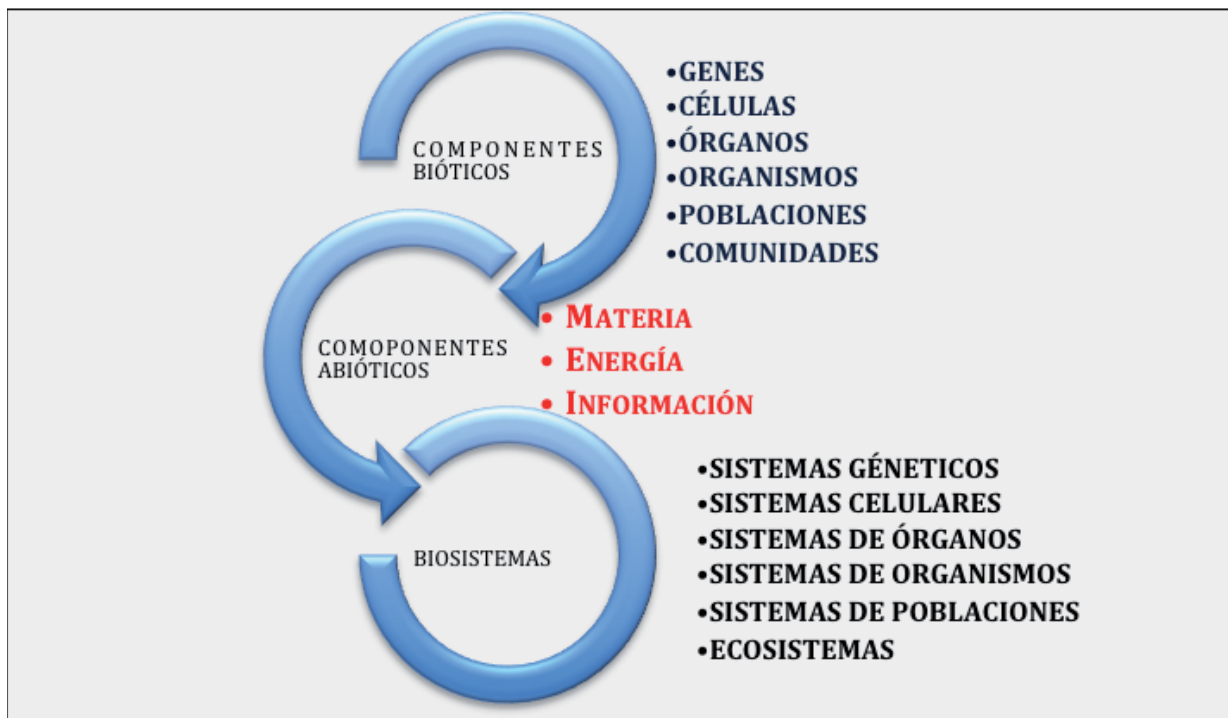 •GENES
•CÉLULAS
COMPONENTES
BIÓTICOS
•ÓRGANOS
•ORGANISMOS
•POBLACIONES
•COMUNIDADES
• MATERIA
COMOPONENTES
ABIÓTICOS
• ENERGÍA
• INFORMACIÓN
•SISTEMAS GÉNETICOS
•SISTEMAS CELULARES
•SISTEMAS DE ÓRGANOS
BIOSISTEMAS
•SISTEMAS DE ORGANISMOS
•SISTEMAS DE POBLACIONES
•ECOSISTEMAS